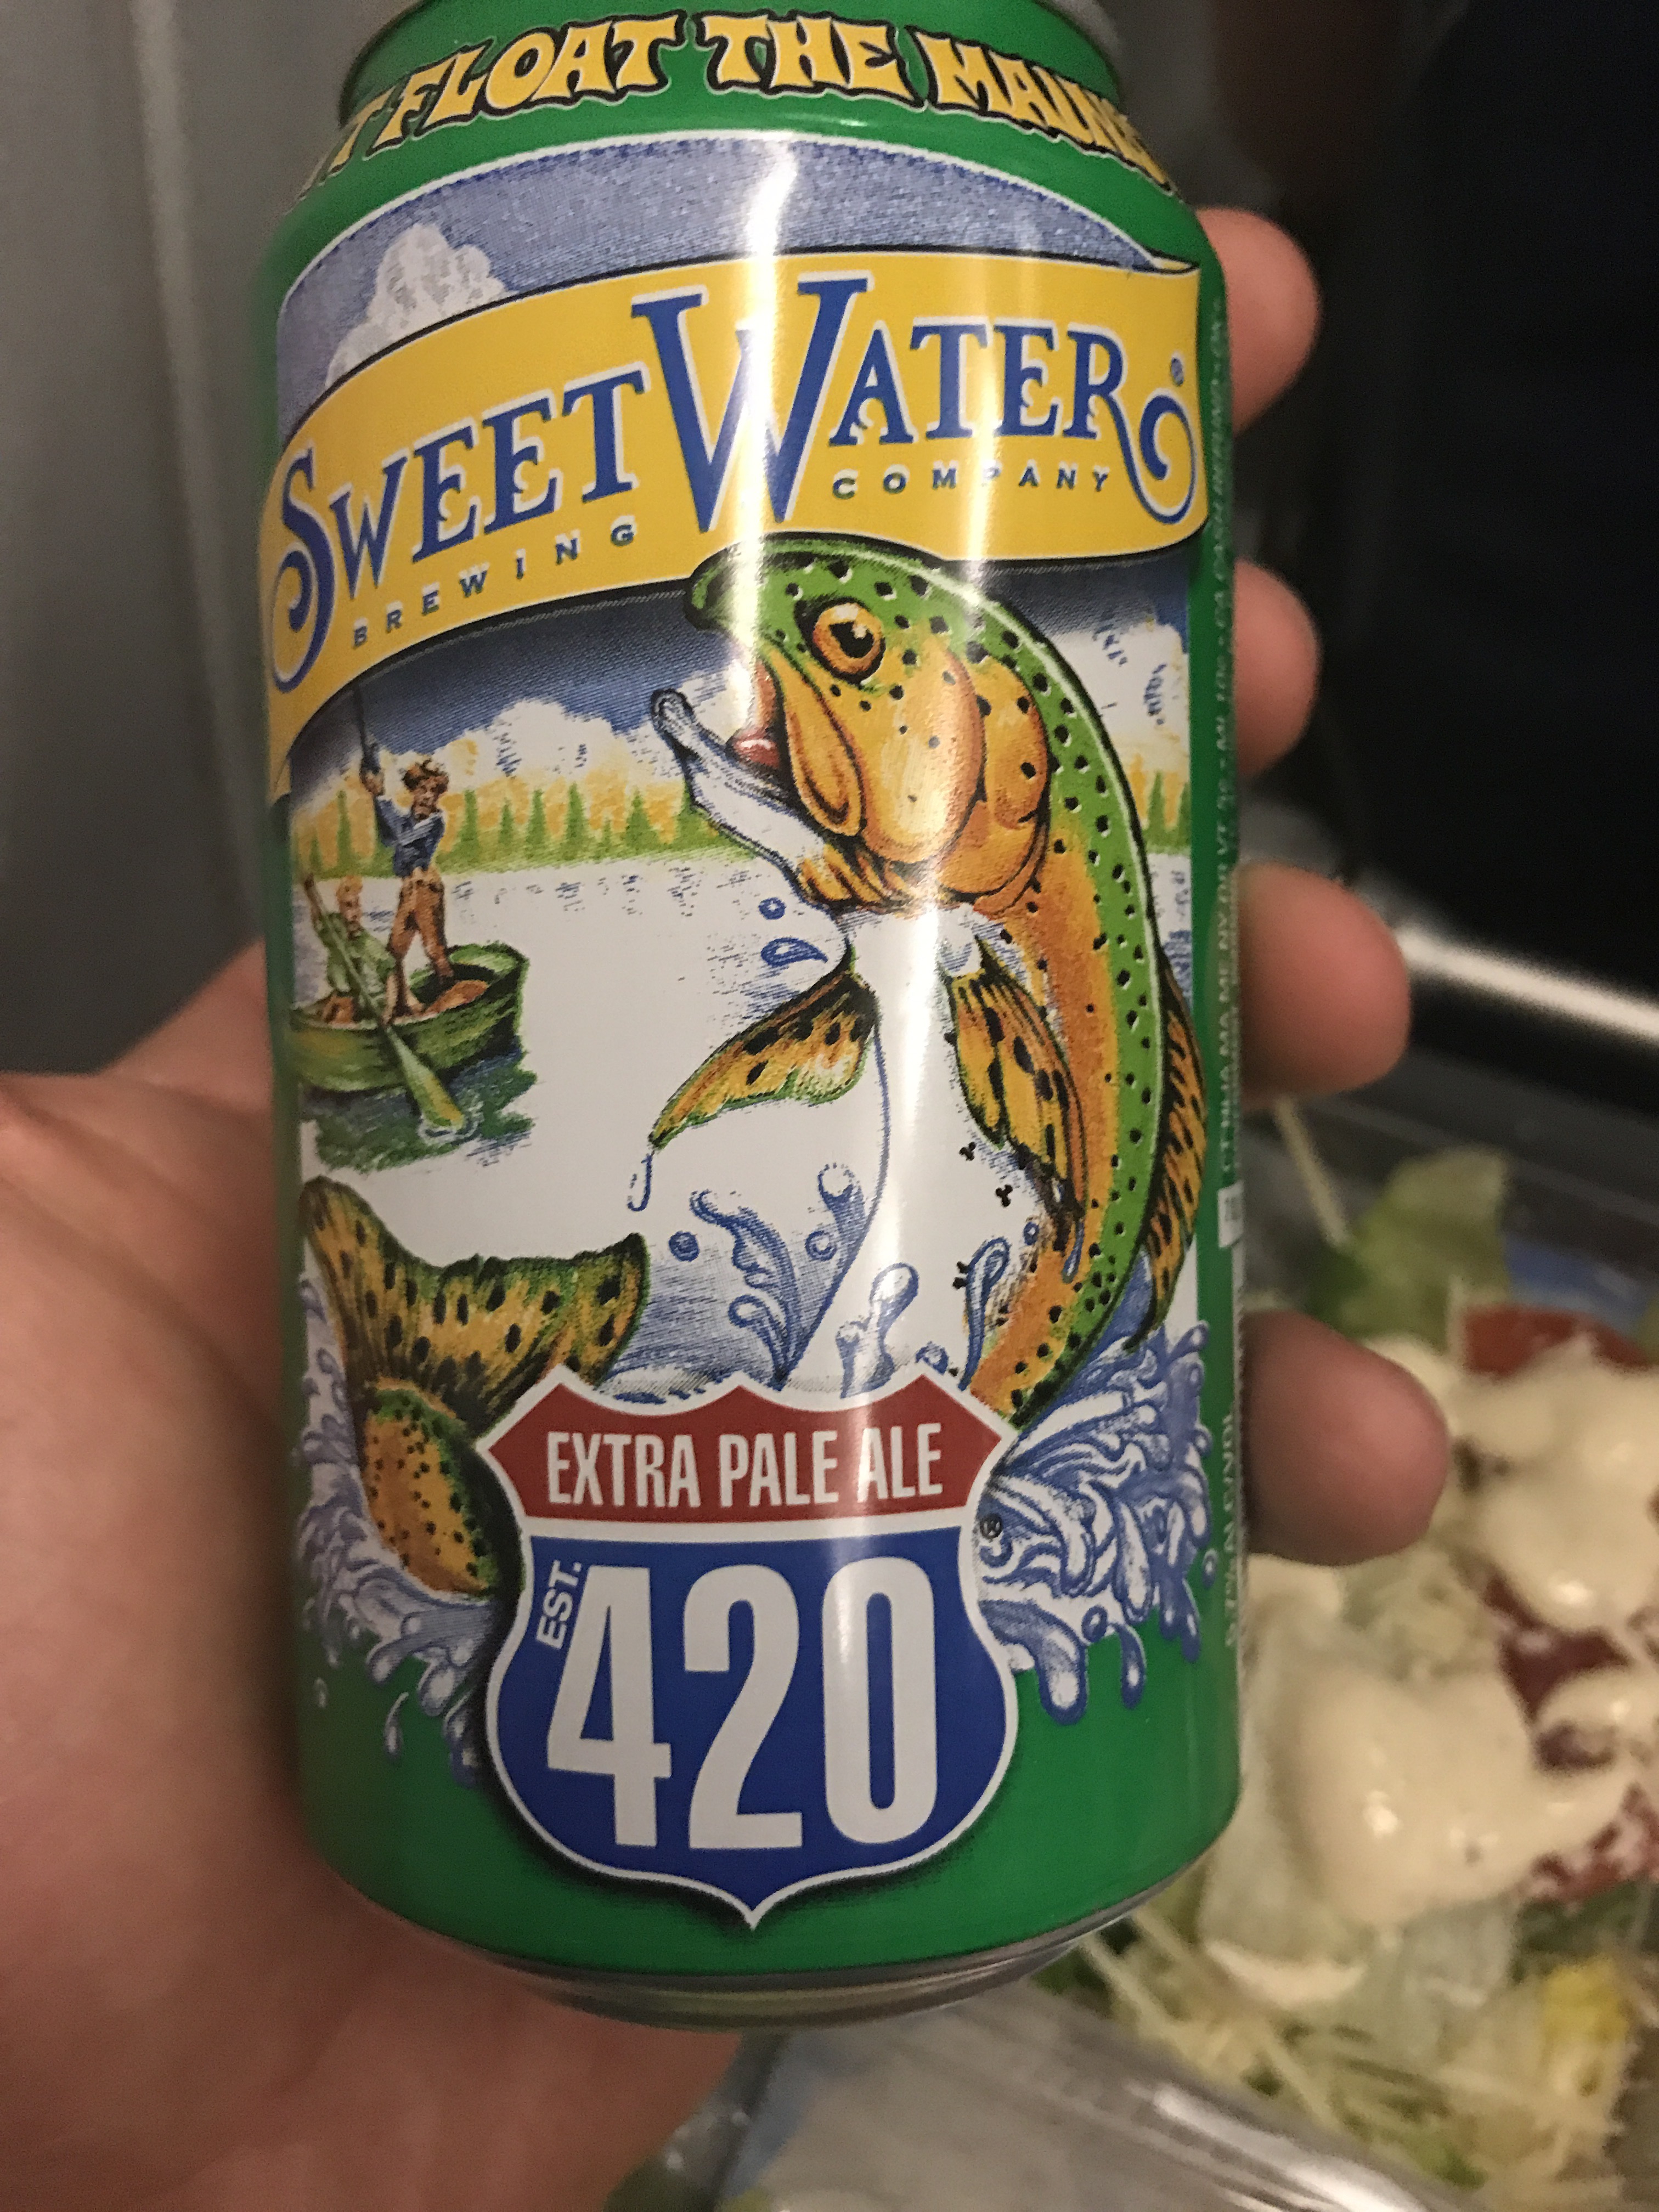 FLOAT THE
SWEETWATER®
BREWING COMPANY
EXTRA PALE ALE
EST. 420
®